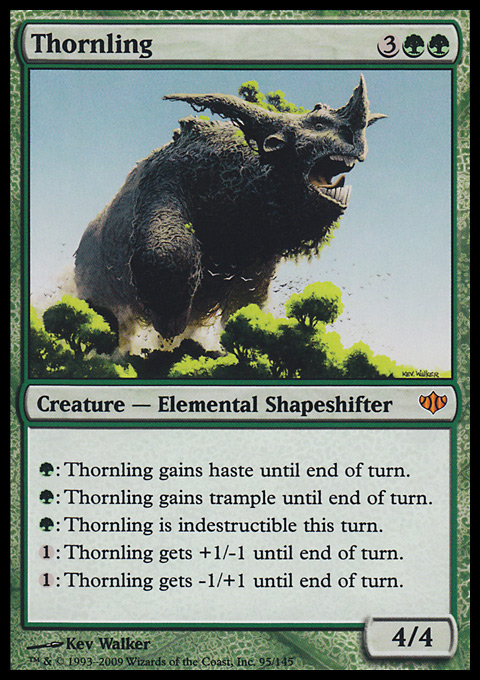 Thornling 3
KEV WALKER
Creature — Elemental Shapeshifter
: Thornling gains haste until end of turn.
: Thornling gains trample until end of turn.
: Thornling is indestructible this turn.
1: Thornling gets +1/-1 until end of turn.
1: Thornling gets -1/+1 until end of turn.
Kev Walker
™ & © 1993–2009 Wizards of the Coast, Inc. 95/145
4/4